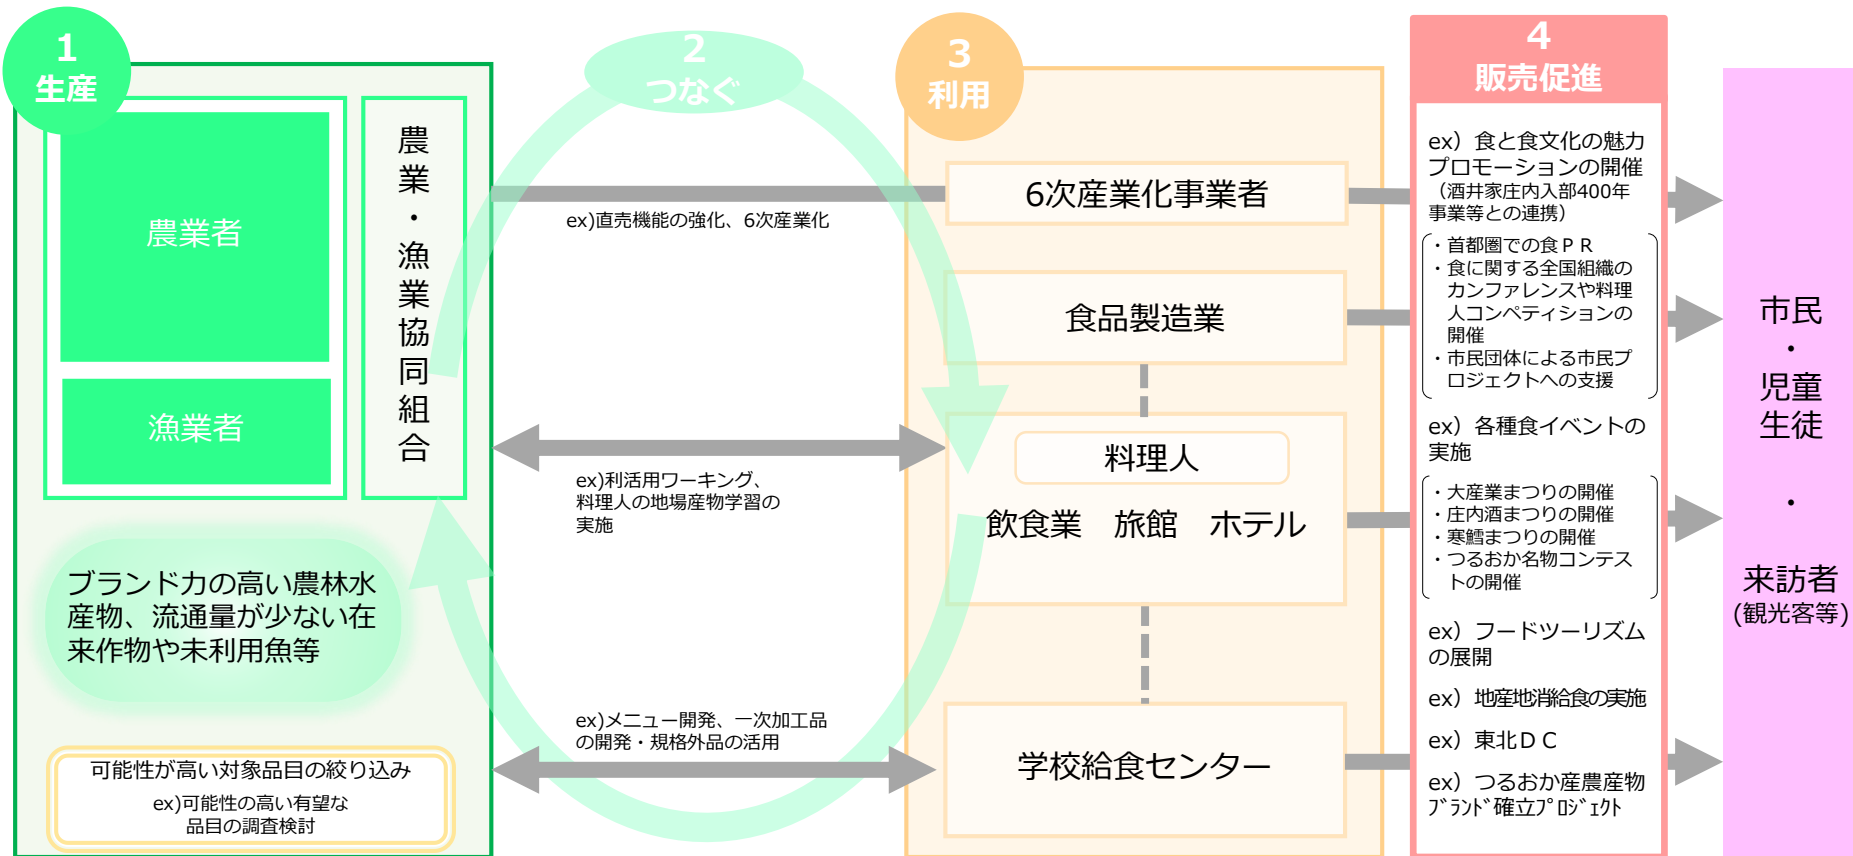 1
生産
農業者
漁業者
農業・漁業協同組合
ブランド力の高い農林水
産物、流通量が少ない在
来作物や未利用魚等
可能性が高い対象品目の絞り込み
ex)可能性の高い有望な
品目の調査検討
2
つなぐ
ex)直売機能の強化、6次産業化
ex)利活用ワーキング、
料理人の地場産物学習の
実施
ex)メニュー開発、一次加工品
の開発・規格外品の活用
3
利用
6次産業化事業者
食品製造業
料理人
飲食業　旅館　ホテル
学校給食センター
4
販売促進
ex）食と食文化の魅力
プロモーションの開催
（酒井家庄内入部400年
事業等との連携）
・首都圏での食ＰＲ
・食に関する全国組織の
カンファレンスや料理
人コンペティションの
開催
・市民団体による市民プ
ロジェクトへの支援
ex）各種食イベントの
実施
・大産業まつりの開催
・庄内酒まつりの開催
・寒鱈まつりの開催
・つるおか名物コンテス
トの開催
ex）フードツーリズム
の展開
ex）地産地消給食の実施
ex）東北ＤＣ
ex）つるおか産農産物
ﾌﾞﾗﾝﾄﾞ確立ﾌﾟﾛｼﾞｪｸﾄ
市民
・
児童
生徒
・
来訪者
(観光客等)